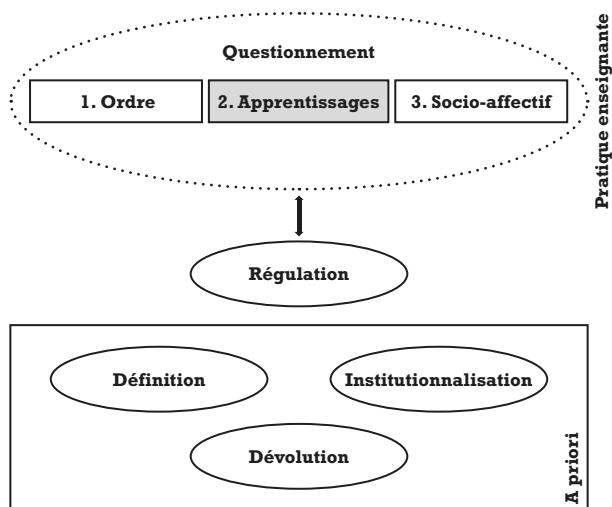 Questionnement
1. Ordre
2. Apprentissages
3. Socio-affectif
Pratique enseignante
Régulation
Définition
Institutionnalisation
Dévolution
A priori